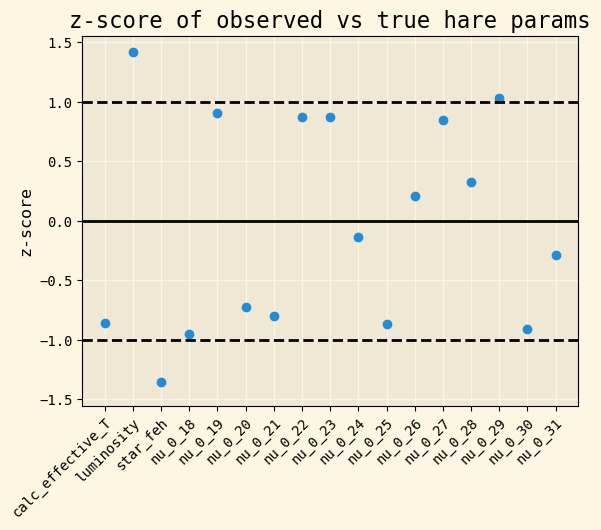 z-score of observed vs true hare params
z-score
1.5
1.0
0.5
0.0
−0.5
−1.0
−1.5
calc_effective_T
luminosity
star_feh
nu_0_18
nu_0_19
nu_0_20
nu_0_21
nu_0_22
nu_0_23
nu_0_24
nu_0_25
nu_0_26
nu_0_27
nu_0_28
nu_0_29
nu_0_30
nu_0_31